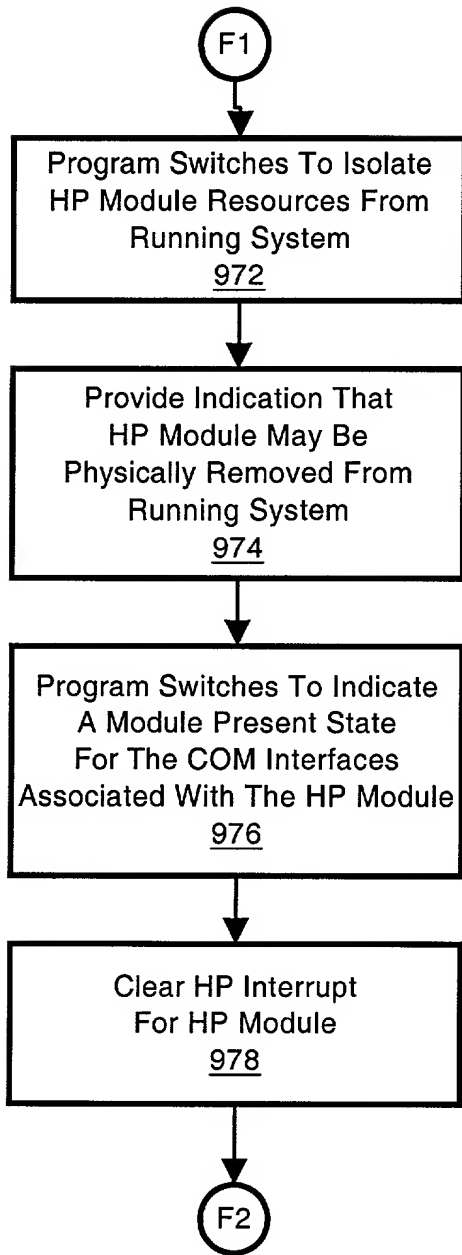 F1
Program Switches To Isolate
HP Module Resources From
Running System
972
Provide Indication That
HP Module May Be
Physically Removed From
Running System
974
Program Switches To Indicate
A Module Present State
For The COM Interfaces
Associated With The HP Module
976
Clear HP Interrupt
For HP Module
978
F2